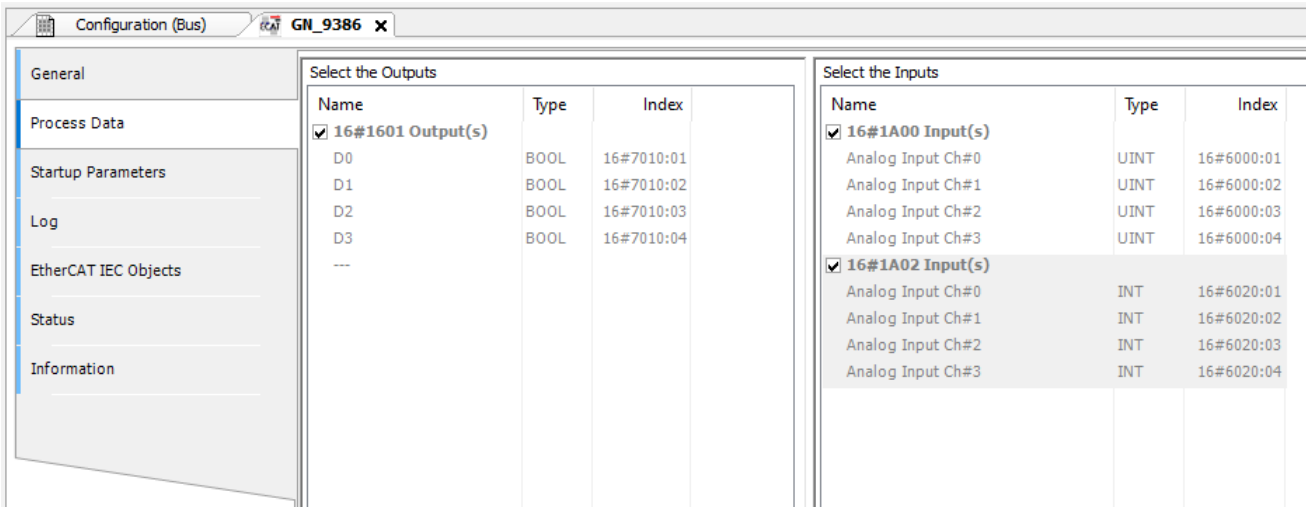 Configuration (Bus) ECAT GN_9386 x
General
Process Data
Startup Parameters
Log
EtherCAT IEC Objects
Status
Information
Select the Outputs
Name Type Index
16#1601 Output(s)
D0 BOOL 16#7010:01
D1 BOOL 16#7010:02
D2 BOOL 16#7010:03
D3 BOOL 16#7010:04
---
Select the Inputs
Name Type Index
16#1A00 Input(s)
Analog Input Ch#0 UINT 16#6000:01
Analog Input Ch#1 UINT 16#6000:02
Analog Input Ch#2 UINT 16#6000:03
Analog Input Ch#3 UINT 16#6000:04
16#1A02 Input(s)
Analog Input Ch#0 INT 16#6020:01
Analog Input Ch#1 INT 16#6020:02
Analog Input Ch#2 INT 16#6020:03
Analog Input Ch#3 INT 16#6020:04